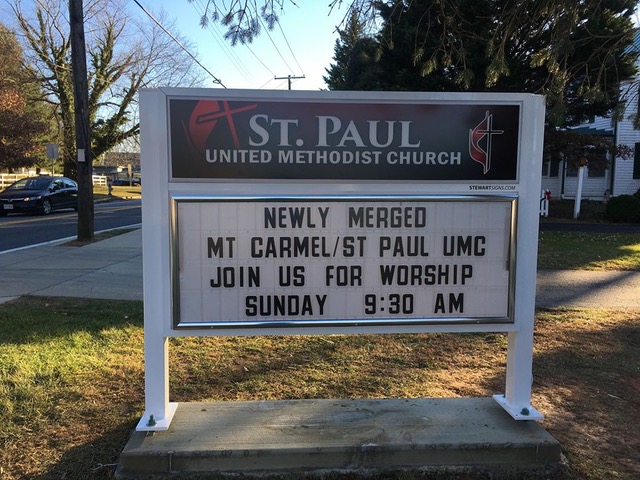 ST. PAUL
UNITED METHODIST CHURCH
STEWARTSIGNS.COM
NEWLY MERGED
MT CARMEL/ST PAUL UMC
JOIN US FOR WORSHIP
SUNDAY 9:30 AM